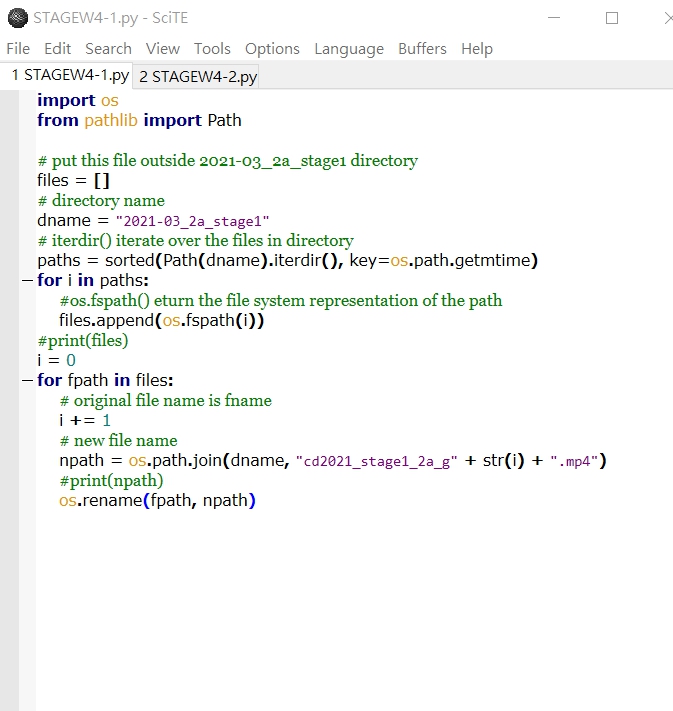 STAGEW4-1.py - SciTE
File Edit Search View Tools Options Language Buffers Help
1 STAGEW4-1.py 2 STAGEW4-2.py
import os
from pathlib import Path
# put this file outside 2021-03_2a_stage1 directory
files = []
# directory name
dname = "2021-03_2a_stage1"
# iterdir() iterate over the files in directory
paths = sorted(Path(dname).iterdir(), key=os.path.getmtime)
for i in paths:
#os.fspath() eturn the file system representation of the path
files.append(os.fspath(i))
#print(files)
i = 0
for fpath in files:
# original file name is fname
i += 1
# new file name
npath = os.path.join(dname, "cd2021_stage1_2a_g" + str(i) + ".mp4")
#print(npath)
os.rename(fpath, npath)